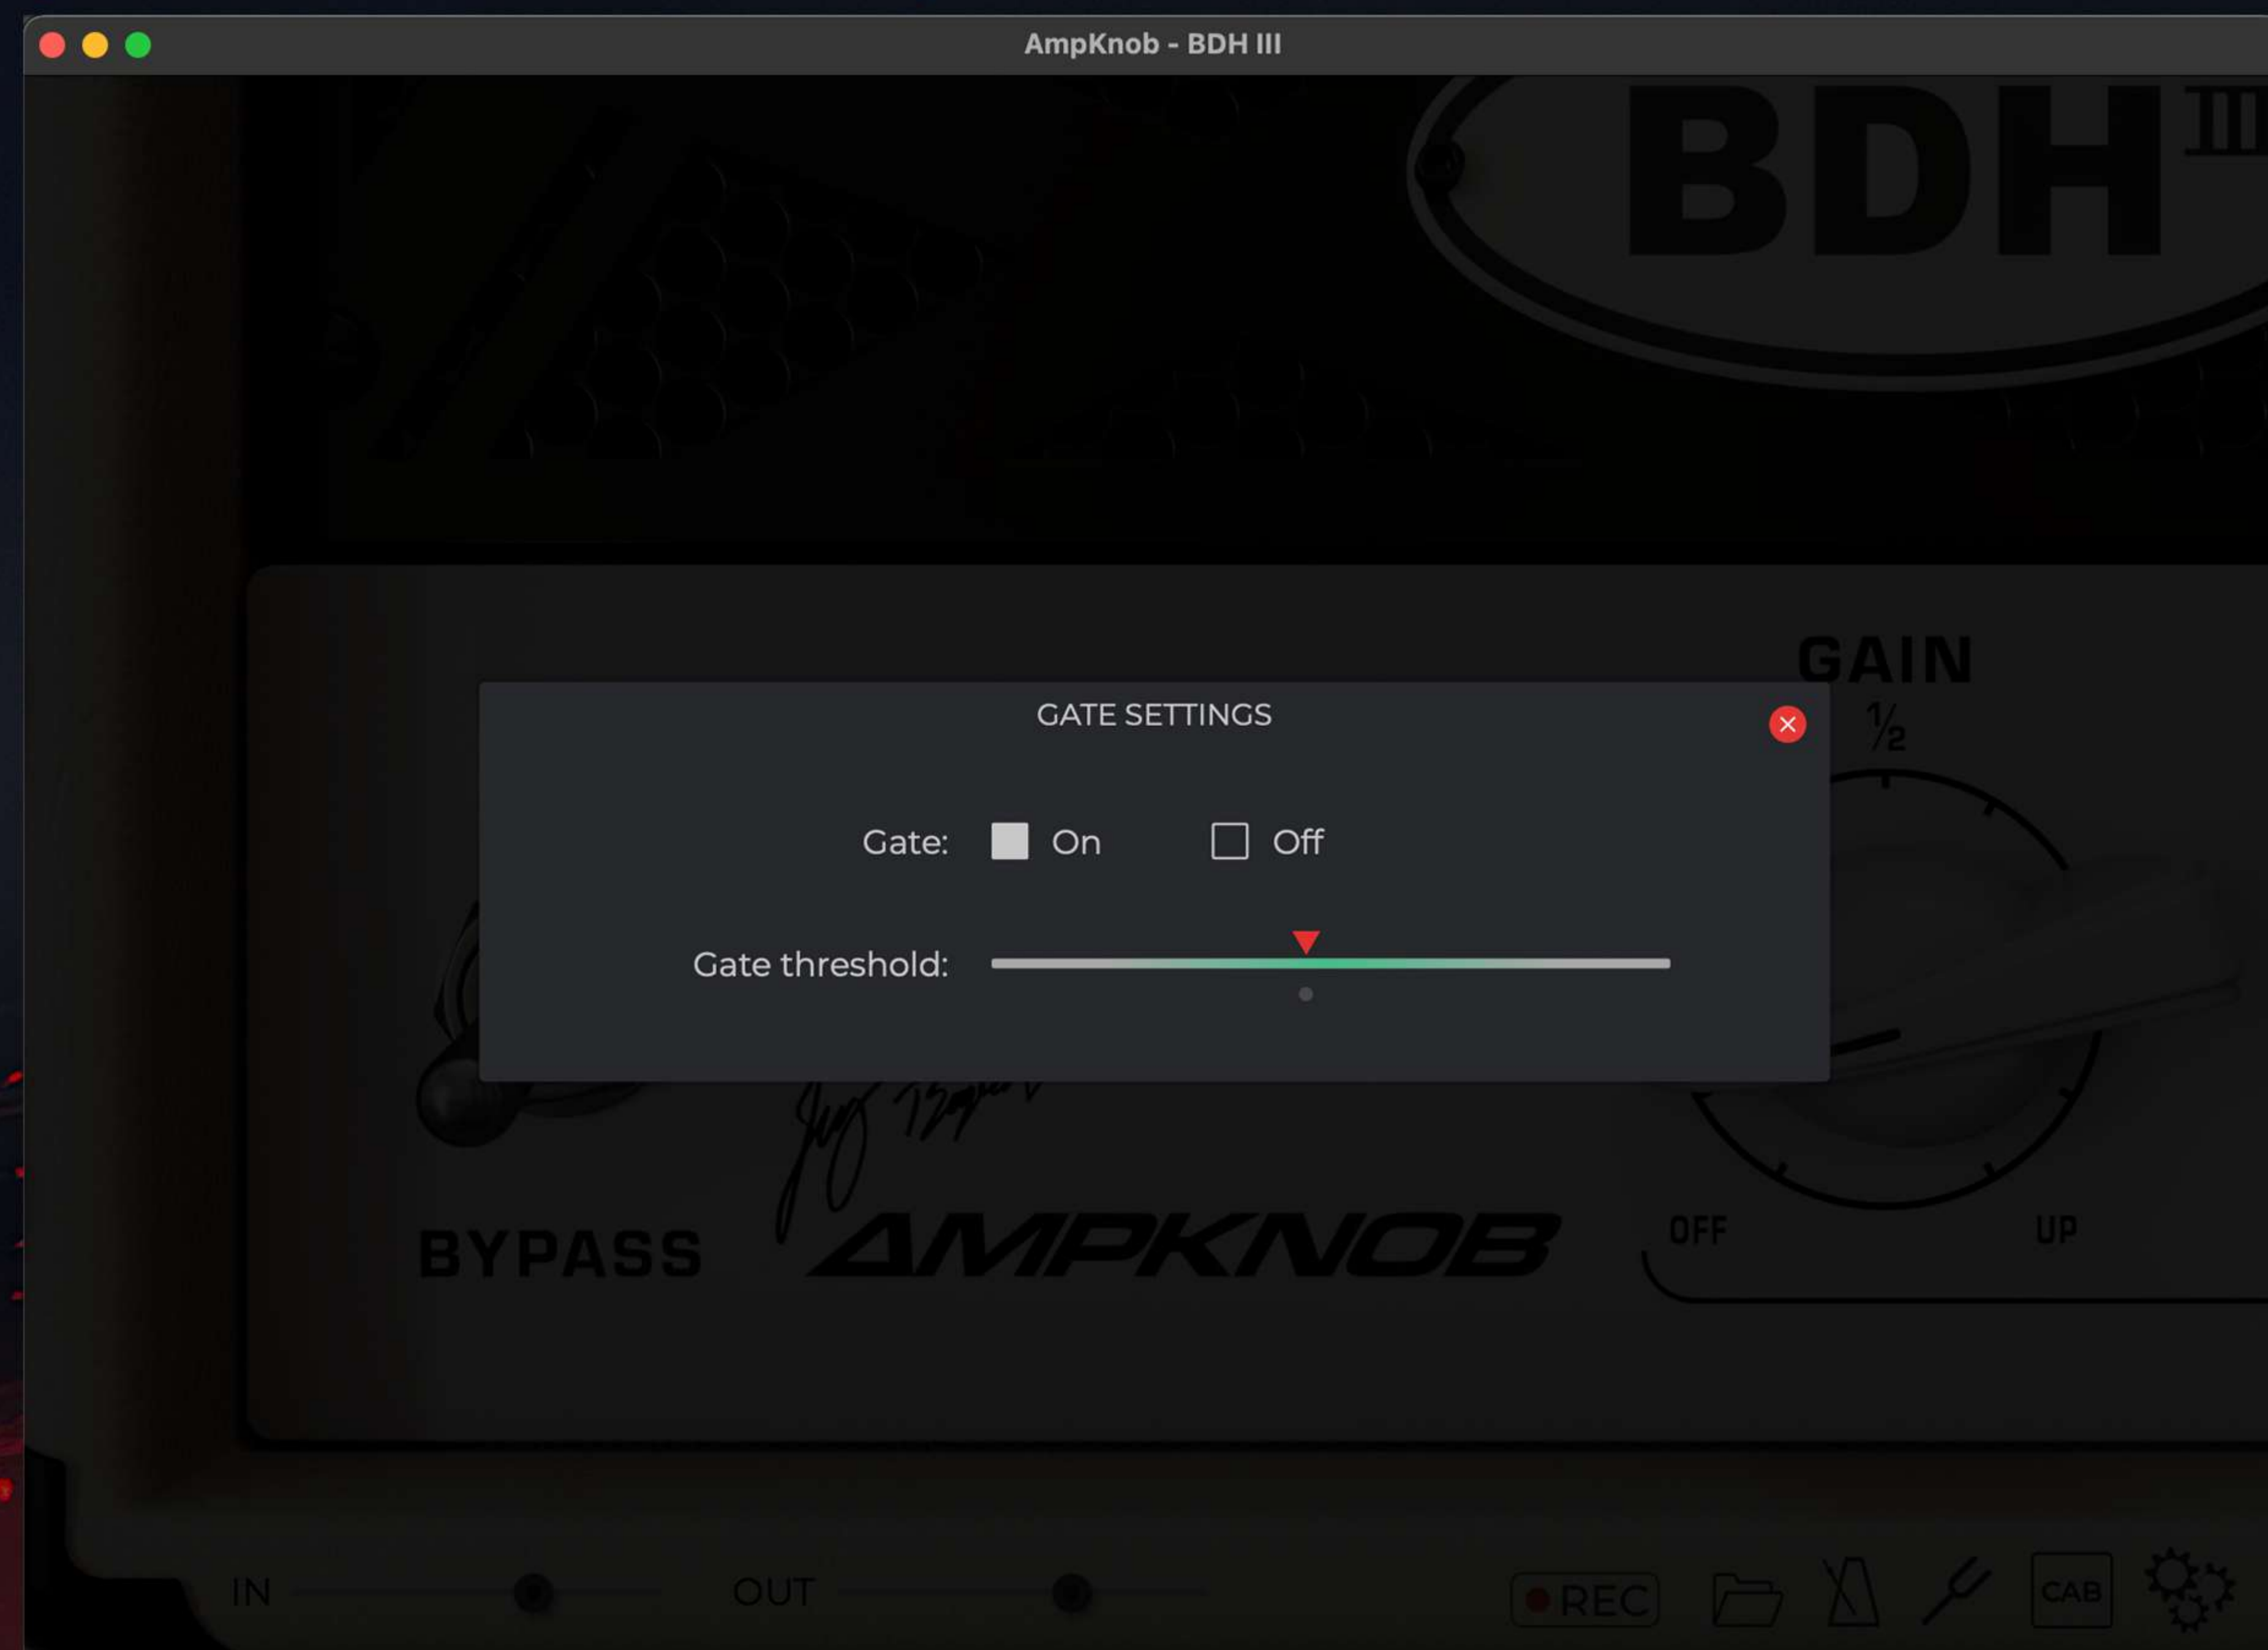 AmpKnob - BDH III
BDH III
GAIN
½
GATE SETTINGS
Gate: On Off
Gate threshold:
BYPASS
AMPKNOB
OFF UP
IN OUT REC CAB